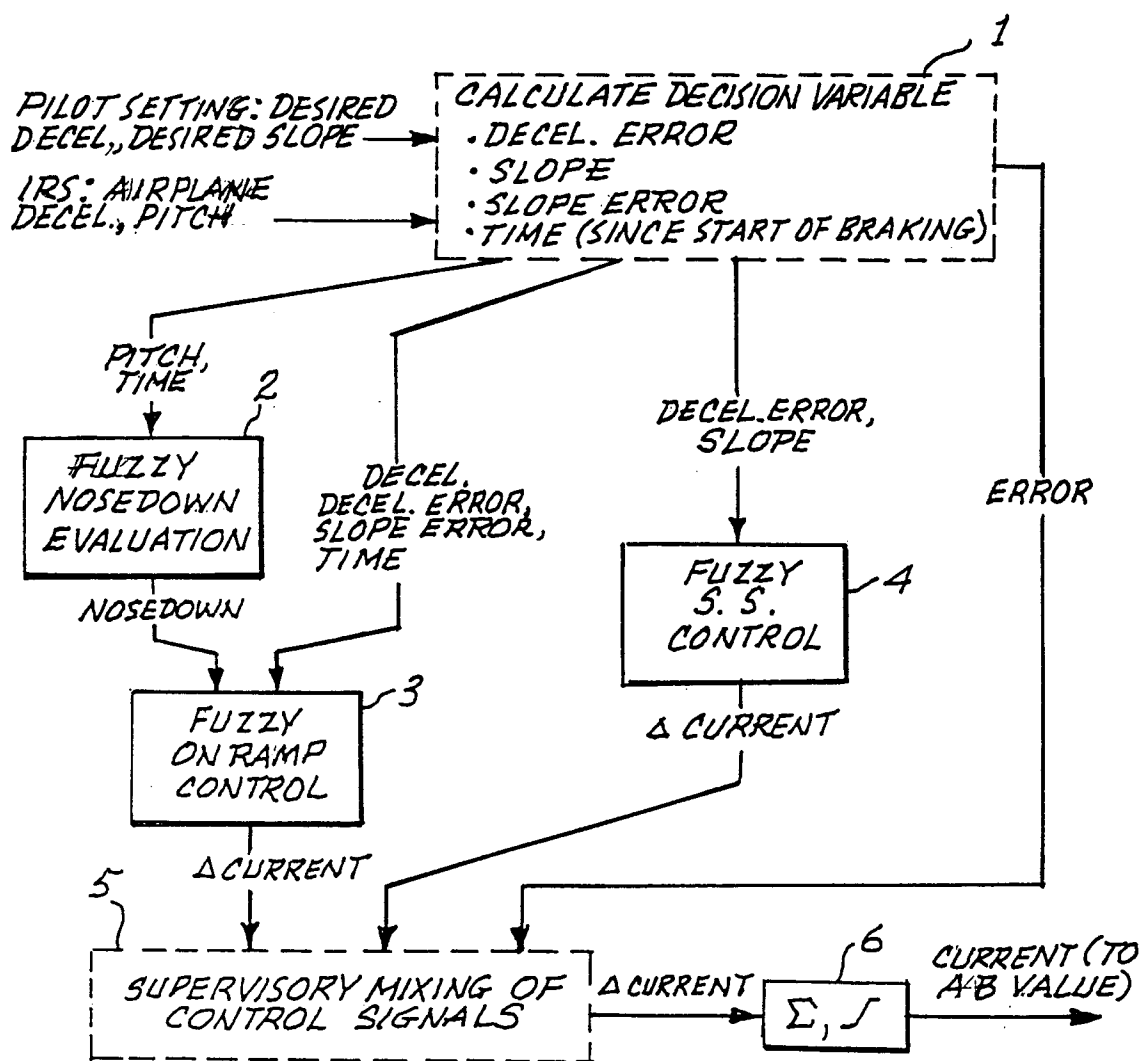 1
PILOT SETTING: DESIRED
DECEL., DESIRED SLOPE
IRS: AIRPLANE
DECEL., PITCH
CALCULATE DECISION VARIABLE
• DECEL. ERROR
• SLOPE
• SLOPE ERROR
• TIME (SINCE START OF BRAKING)
PITCH,
TIME
2
FUZZY
NOSEDOWN
EVALUATION
NOSEDOWN
DECEL.
DECEL. ERROR,
SLOPE ERROR,
TIME
DECEL. ERROR,
SLOPE
ERROR
FUZZY
S. S.
CONTROL
4
3
FUZZY
ON RAMP
CONTROL
Δ CURRENT
Δ CURRENT
5
SUPERVISORY MIXING OF
CONTROL SIGNALS
Δ CURRENT
6
Σ, ∫
CURRENT (TO
A/B VALUE)